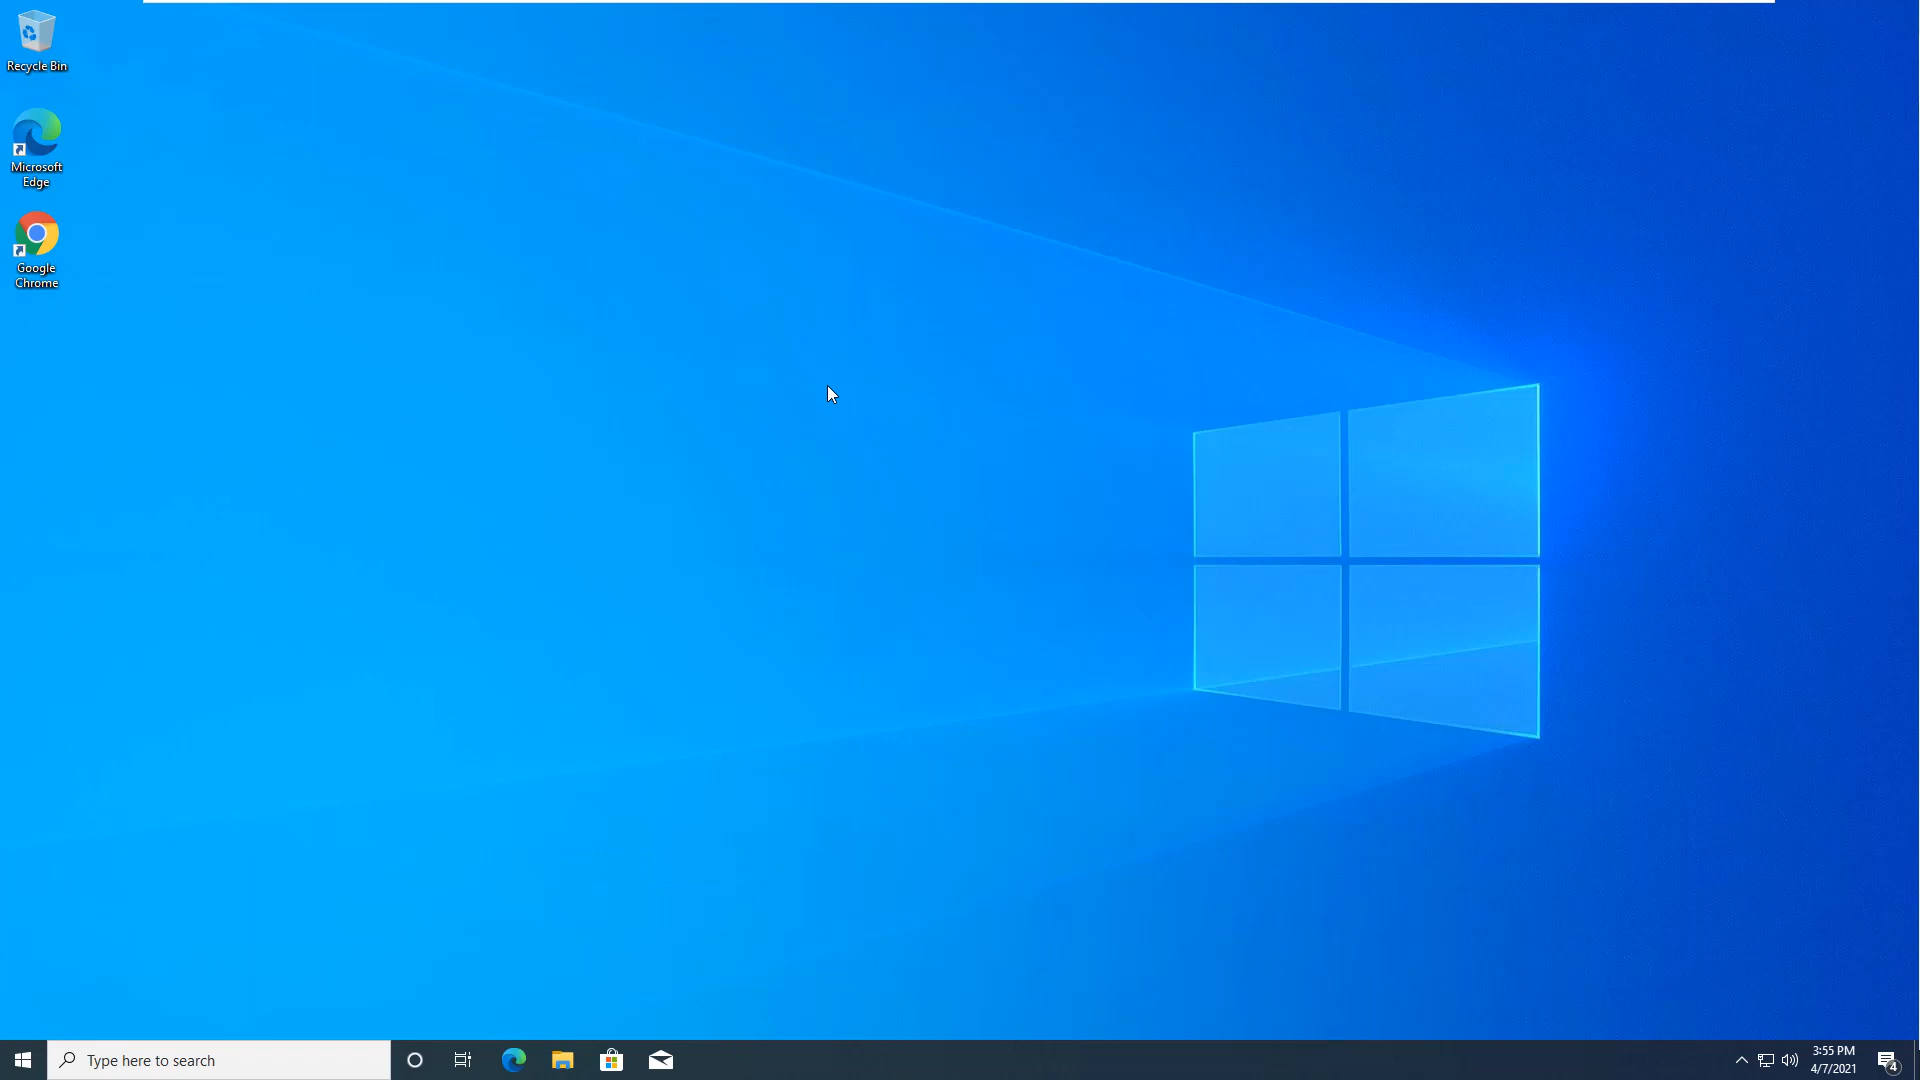 Recycle Bin
Microsoft
Edge
Google
Chrome
Type here to search
3:55 PM
4/7/2021
4